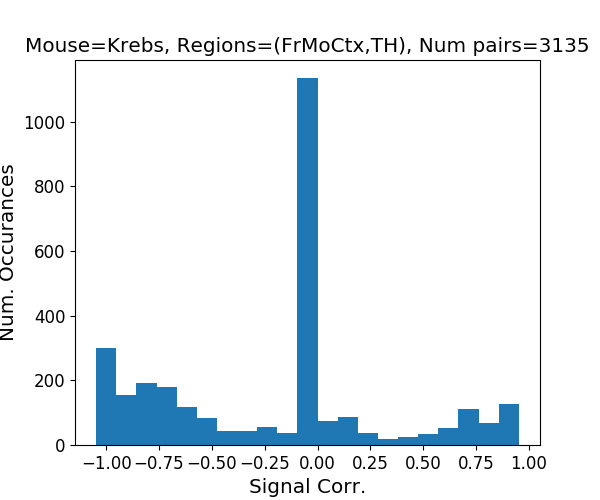 Mouse=Krebs, Regions=(FrMoCtx,TH), Num pairs=3135
Num. Occurances
1000
800
600
400
200
0
−1.00 −0.75 −0.50 −0.25 0.00 0.25 0.50 0.75 1.00
Signal Corr.